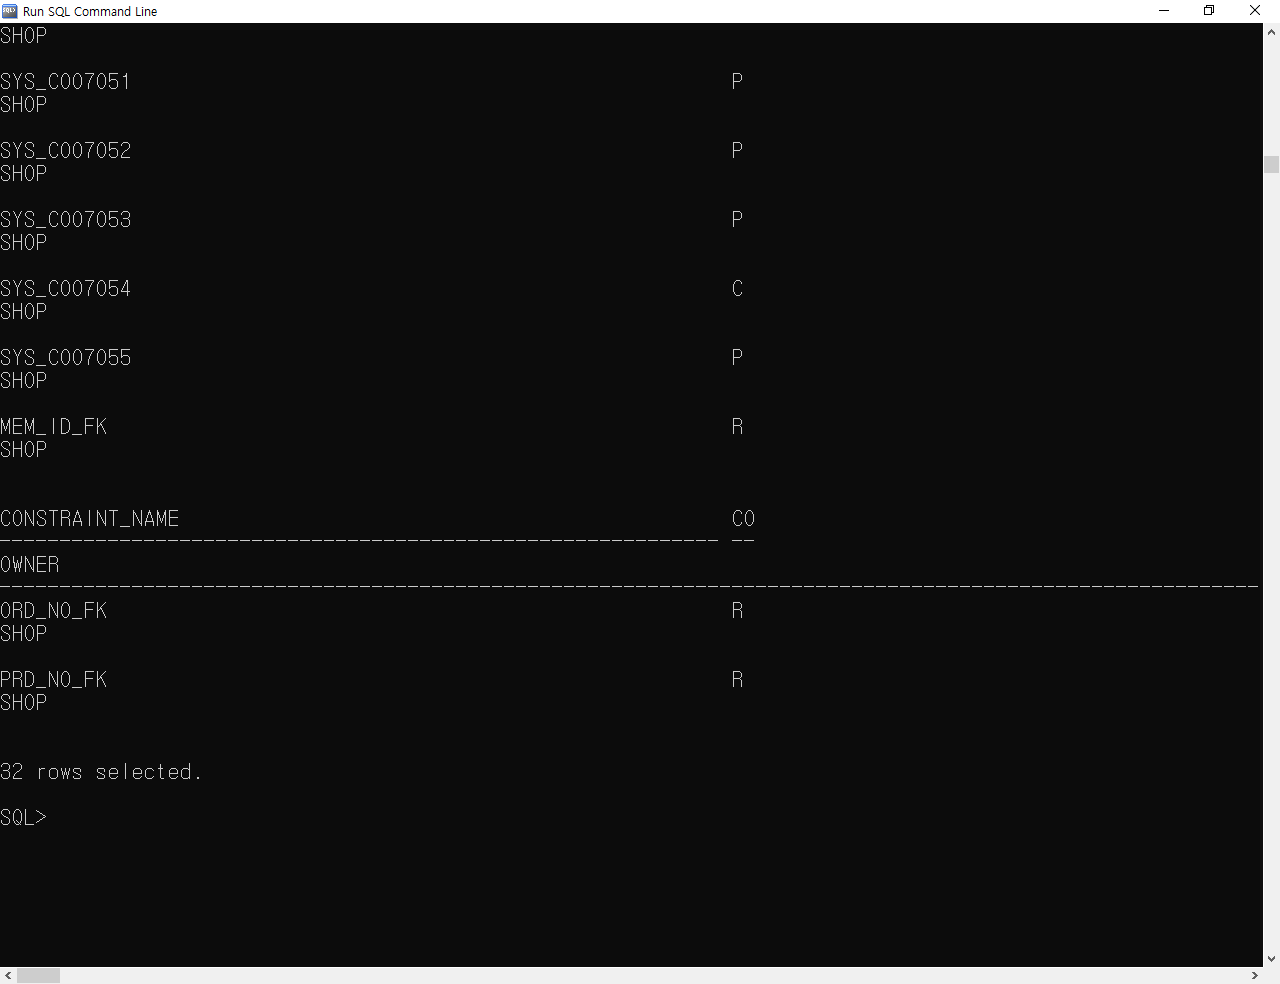 Run SQL Command Line
SHOP
SYS_C007051 P
SHOP
SYS_C007052 P
SHOP
SYS_C007053 P
SHOP
SYS_C007054 C
SHOP
SYS_C007055 P
SHOP
MEM_ID_FK R
SHOP
CONSTRAINT_NAME CO
------------------------------------------------------------ --
OWNER
---------------------------------------------------------------------------------------------------------
ORD_NO_FK R
SHOP
PRD_NO_FK R
SHOP
32 rows selected.
SQL>